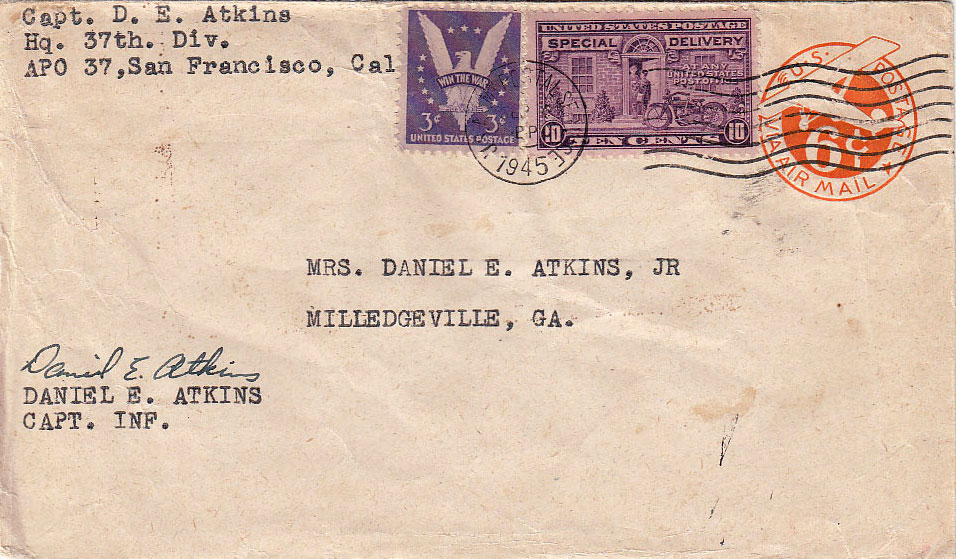 Capt. D. E. Atkins
Hq. 37th. Div.
APO 37,San Francisco, Cal
WIN THE WAR
3¢ 3¢
UNITED STATES POSTAGE
UNITED STATES POSTAGE
SPECIAL DELIVERY
AT ANY
UNITED STATES
POST OFFICE
10 10
TEN CENTS
1945
U.S. POSTAGE
6¢
VIA AIR MAIL
MRS. DANIEL E. ATKINS, JR
MILLEDGEVILLE, GA.
Daniel E. Atkins
DANIEL E. ATKINS
CAPT. INF.